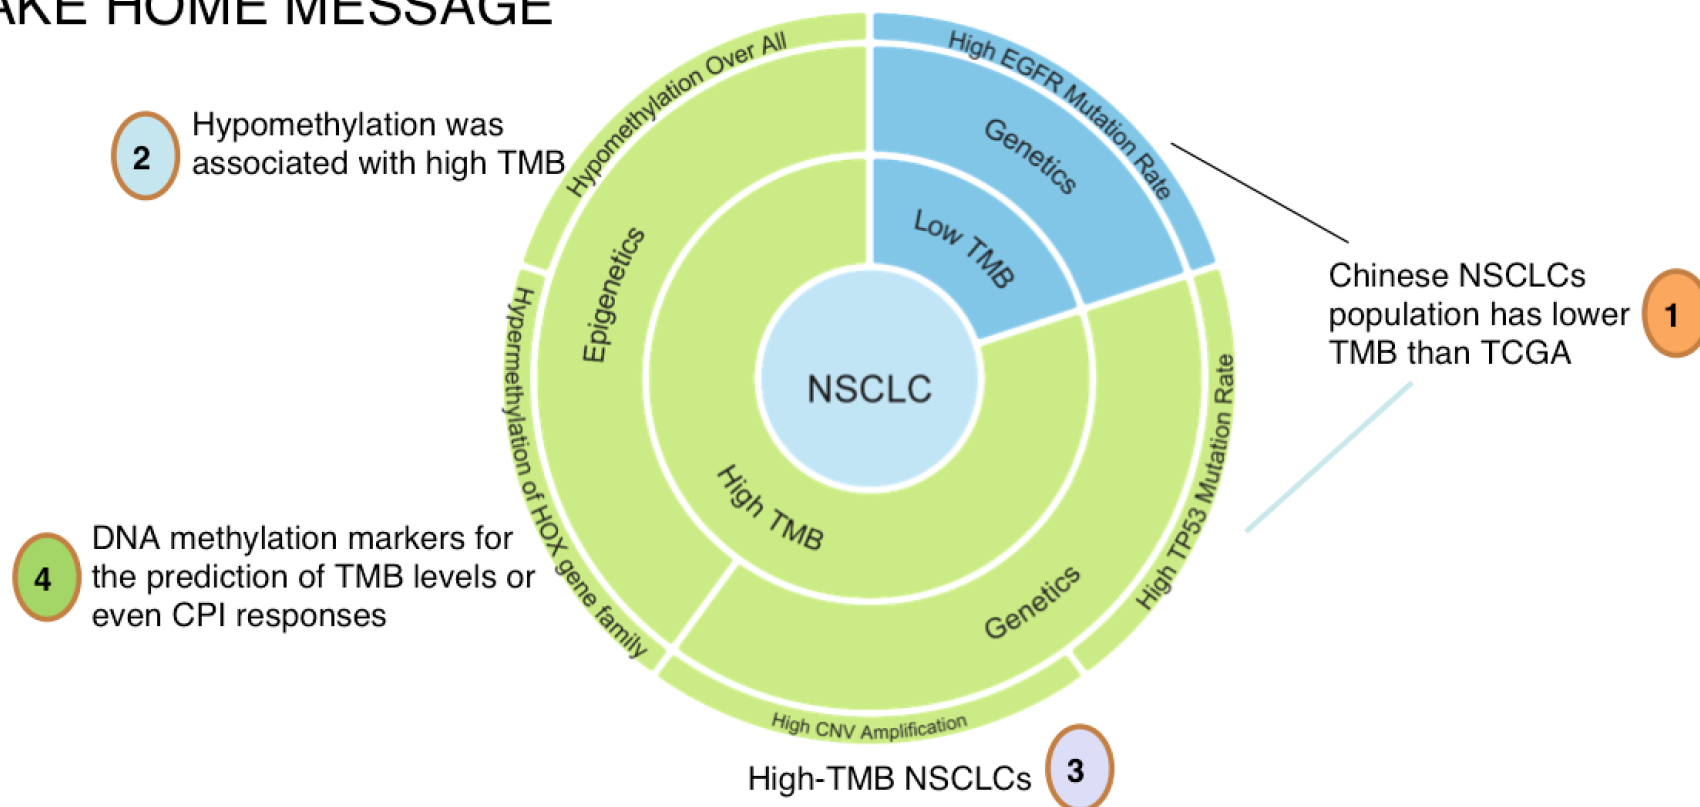 AKE HOME MESSAGE
2
Hypomethylation was
associated with high TMB
Hypomethylation Over All
High EGFR Mutation Rate
Genetics
Low TMB
Epigenetics
Chinese NSCLCs
population has lower
TMB than TCGA
1
NSCLC
Hypermethylation of HOX gene family
High TMB
High TP53 Mutation Rate
Genetics
4
DNA methylation markers for
the prediction of TMB levels or
even CPI responses
High CNV Amplification
High-TMB NSCLCs
3